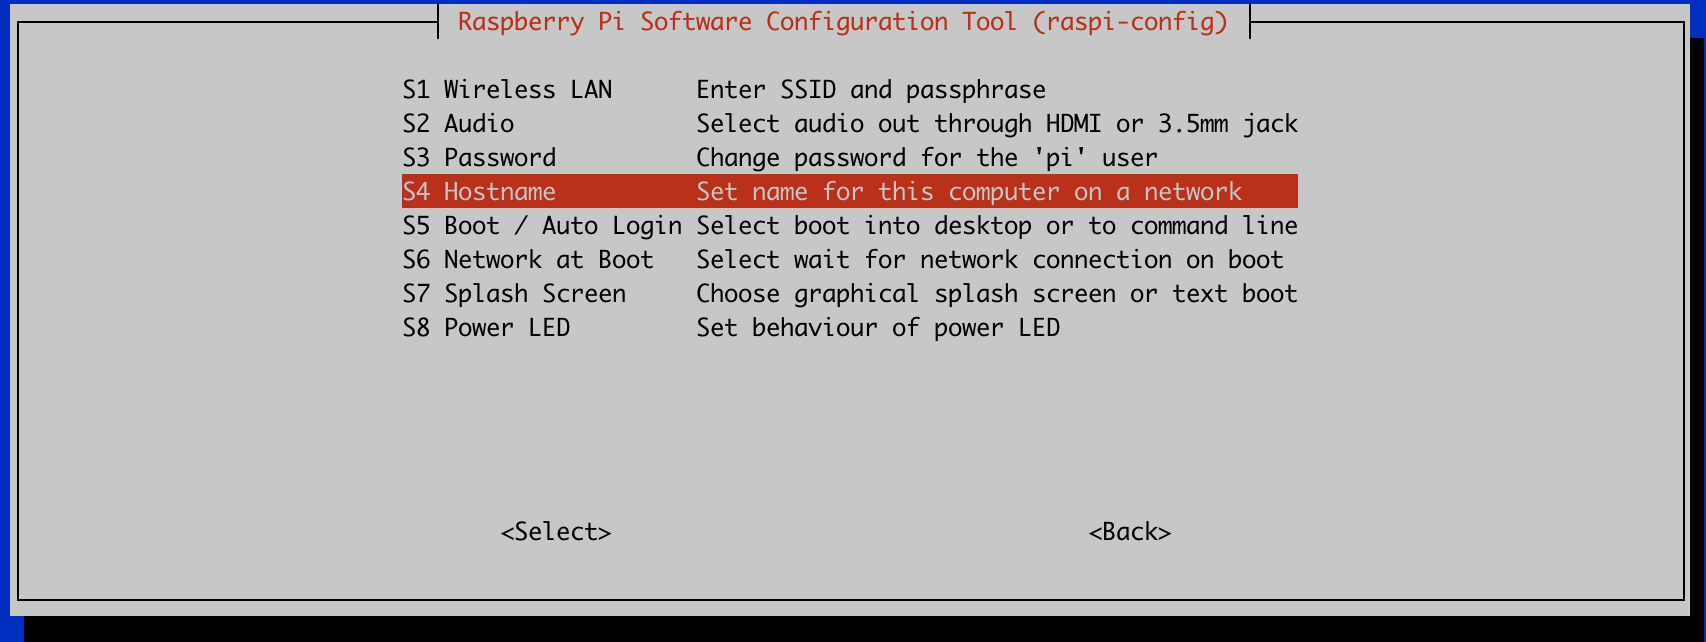 Raspberry Pi Software Configuration Tool (raspi-config)
S1 Wireless LAN Enter SSID and passphrase
S2 Audio Select audio out through HDMI or 3.5mm jack
S3 Password Change password for the 'pi' user
S4 Hostname Set name for this computer on a network
S5 Boot / Auto Login Select boot into desktop or to command line
S6 Network at Boot Select wait for network connection on boot
S7 Splash Screen Choose graphical splash screen or text boot
S8 Power LED Set behaviour of power LED
<Select> <Back>